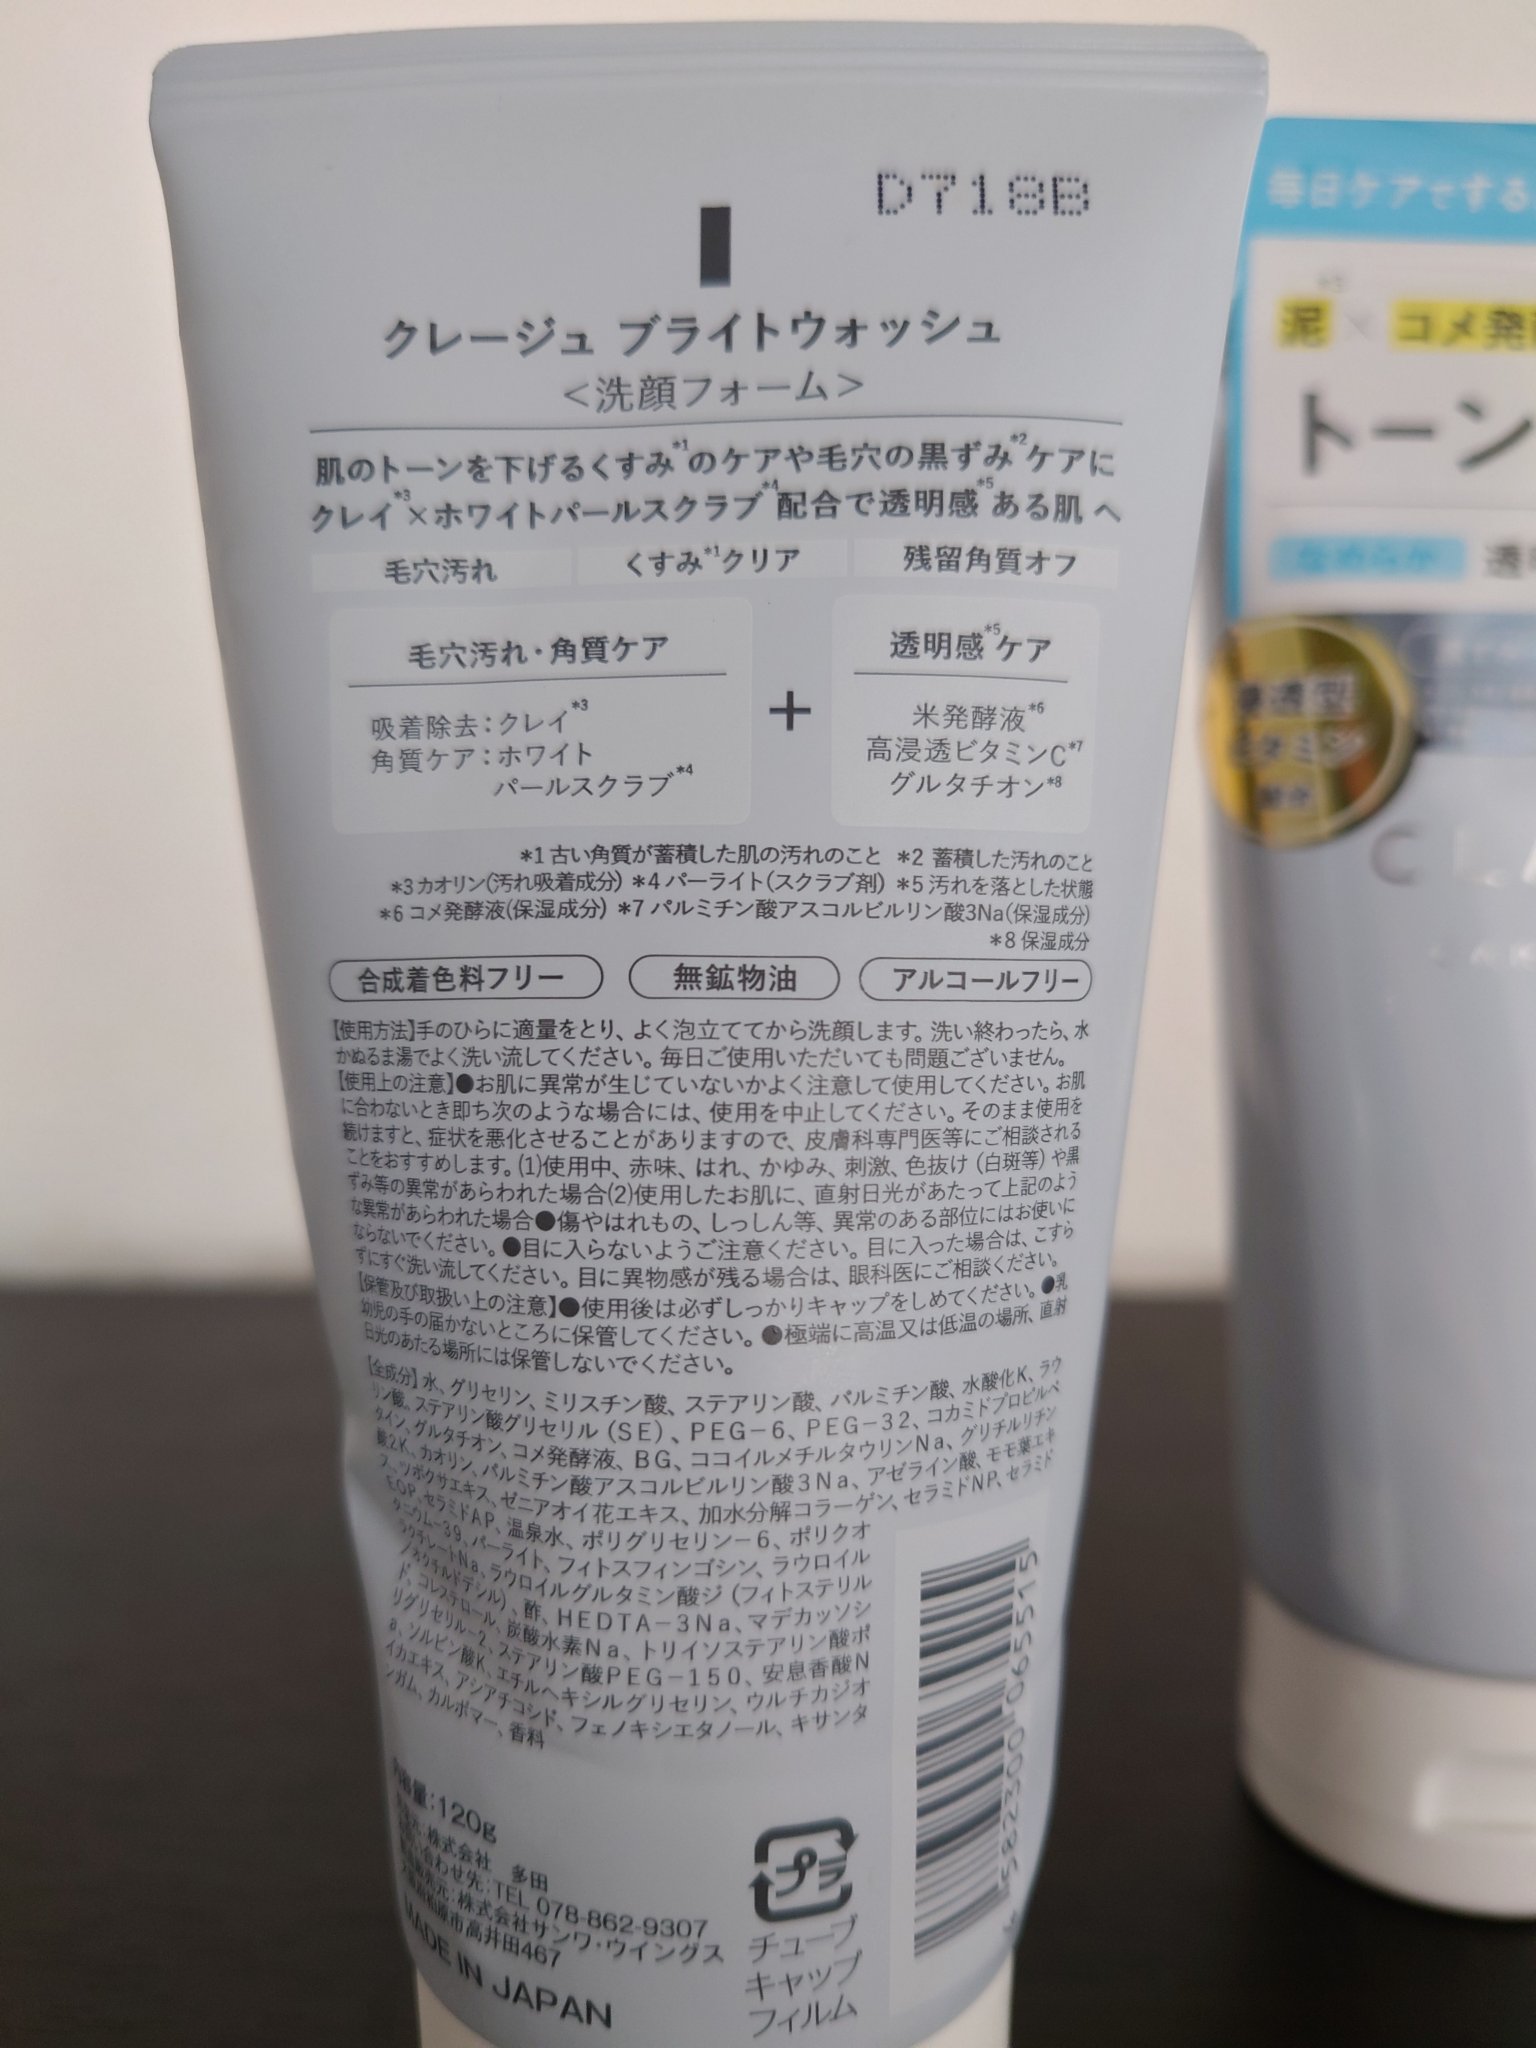 D718B
クレージュ ブライトウォッシュ
＜洗顔フォーム＞
肌のトーンを下げるくすみ*1のケアや毛穴の黒ずみ*2ケアに
クレイ*3×ホワイトパールスクラブ*4配合で透明感*5ある肌へ
毛穴汚れ くすみ*1クリア 残留角質オフ
毛穴汚れ・角質ケア
吸着除去：クレイ*3
角質ケア：ホワイト
パールスクラブ*4
+
透明感*5ケア
米発酵液*6
高浸透ビタミンC*7
グルタチオン*8
*1 古い角質が蓄積した肌の汚れのこと *2 蓄積した汚れのこと
*3 カオリン(汚れ吸着成分) *4 パーライト(スクラブ剤) *5 汚れを落とした状態
*6 コメ発酵液(保湿成分) *7 パルミチン酸アスコルビルリン酸3Na(保湿成分)
*8 保湿成分
合成着色料フリー 無鉱物油 アルコールフリー
【使用方法】手のひらに適量をとり、よく泡立ててから洗顔します。洗い終わったら、水
かぬるま湯でよく洗い流してください。毎日ご使用いただいても問題ございません。
【使用上の注意】●お肌に異常が生じていないかよく注意して使用してください。お肌
に合わないとき即ち次のような場合には、使用を中止してください。そのまま使用を
続けますと、症状を悪化させることがありますので、皮膚科専門医等にご相談される
ことをおすすめします。(1)使用中、赤味、はれ、かゆみ、刺激、色抜け（白斑等）や黒
ずみ等の異常があらわれた場合(2)使用したお肌に、直射日光があたって上記のよう
な異常があらわれた場合●傷やはれもの、しっしん等、異常のある部位にはお使いに
ならないでください。●目に入らないようご注意ください。目に入った場合は、こすら
ずにすぐ洗い流してください。目に異物感が残る場合は、眼科医にご相談ください。
【保管及び取扱い上の注意】●使用後は必ずしっかりキャップをしめてください。●乳
幼児の手の届かないところに保管してください。●極端に高温又は低温の場所、直射
日光のあたる場所には保管しないでください。
【全成分】水、グリセリン、ミリスチン酸、ステアリン酸、パルミチン酸、水酸化K、ラウ
リン酸、ステアリン酸グリセリル（SE）、PEG－6、PEG－32、コカミドプロピルベ
タイン、グルタチオン、コメ発酵液、BG、ココイルメチルタウリンNa、グリチルリチン
酸2K、カオリン、パルミチン酸アスコルビルリン酸3Na、アゼライン酸、モモ葉エキ
ス、ツボクサエキス、ゼニアオイ花エキス、加水分解コラーゲン、セラミドNP、セラミド
EOP、セラミドAP、温泉水、ポリグリセリン－6、ポリクオ
タニウム－39、パーライト、フィトスフィンゴシン、ラウロイル
ラクチレートNa、ラウロイルグルタミン酸ジ（フィトステリル
／オクチルドデシル）、酢、HEDTA－3Na、マデカッソシ
ド、コレステロール、炭酸水素Na、トリイソステアリン酸ポ
リグリセリル－2、ステアリン酸PEG－150、安息香酸N
a、ソルビン酸K、エチルヘキシルグリセリン、ウルチカジオ
イカエキス、アシアチコシド、フェノキシエタノール、キサンタ
ンガム、カルボマー、香料
内容量：120g
株式会社 多田
合わせ先：TEL 078-862-9307
元：株式会社サンワ・ウイングス
柏原市高井田467
MADE IN JAPAN
プラ
チューブ
キャップ
フィルム
4 582300 065515
毎日ケアでする
泥×コメ発酵
トーン
なめらか
浸透型
ビタミン